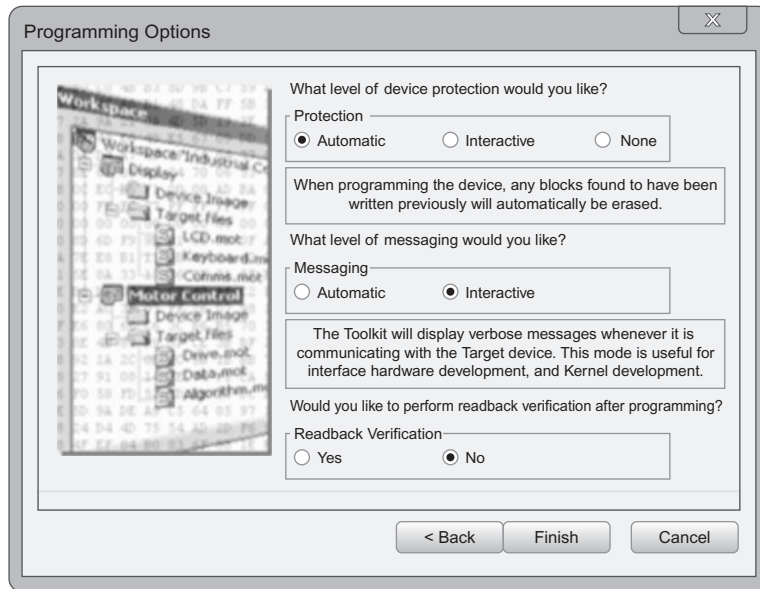 Programming Options
X
What level of device protection would you like?
Protection
Automatic
Interactive
None
When programming the device, any blocks found to have been
written previously will automatically be erased.
What level of messaging would you like?
Messaging
Automatic
Interactive
The Toolkit will display verbose messages whenever it is
communicating with the Target device. This mode is useful for
interface hardware development, and Kernel development.
Would you like to perform readback verification after programming?
Readback Verification
Yes
No
< Back
Finish
Cancel
Workspace
Workspace "Industrial Co
Display
Device Image
Target files
LCD.mot
Keyboard.m
Comms.mot
Motor Control
Device Image
Target files
Drive.mot
Data.mot
Algorithm.m